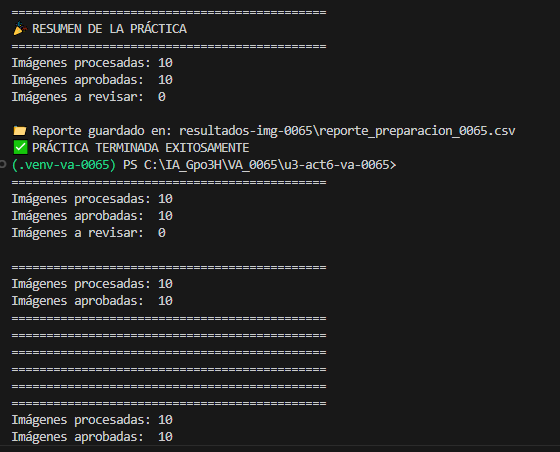 =============================================
🎉 RESUMEN DE LA PRÁCTICA
=============================================
Imágenes procesadas: 10
Imágenes aprobadas:  10
Imágenes a revisar:  0

📂 Reporte guardado en: resultados-img-0065\reporte_preparacion_0065.csv
✅ PRÁCTICA TERMINADA EXITOSAMENTE
(.venv-va-0065) PS C:\IA_Gpo3H\VA_0065\u3-act6-va-0065>
=============================================
Imágenes procesadas: 10
Imágenes aprobadas:  10
Imágenes a revisar:  0

=============================================
Imágenes procesadas: 10
Imágenes aprobadas:  10
=============================================
=============================================
=============================================
=============================================
=============================================
=============================================
Imágenes procesadas: 10
Imágenes aprobadas:  10